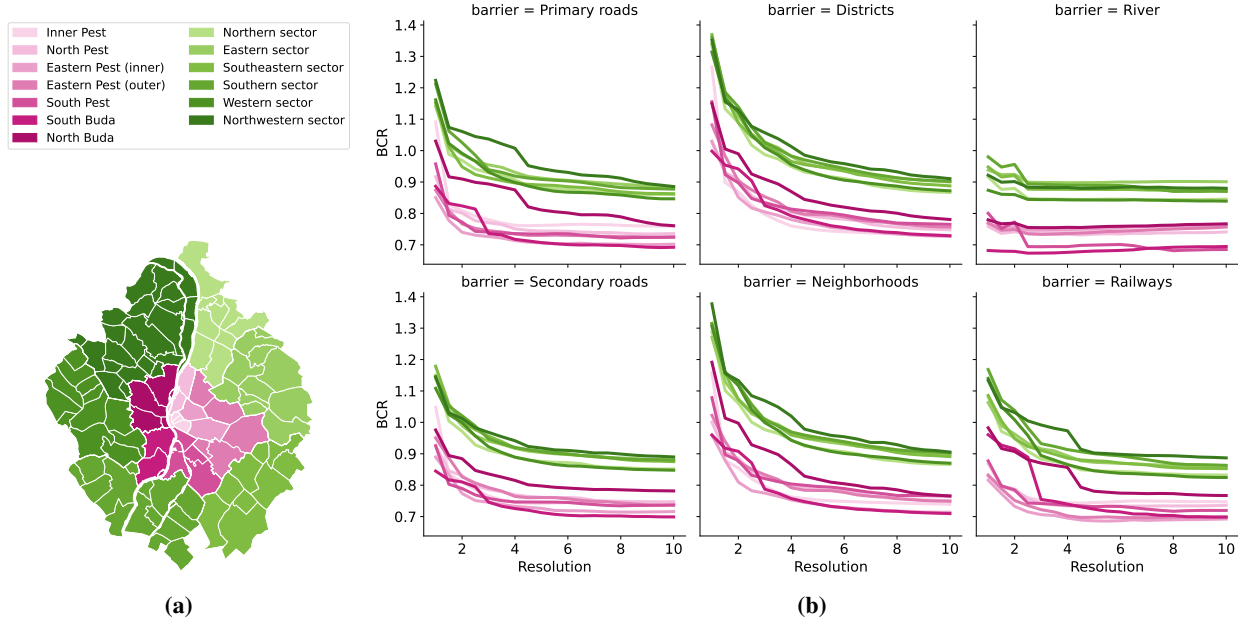 Inner Pest
North Pest
Eastern Pest (inner)
Eastern Pest (outer)
South Pest
South Buda
North Buda
Northern sector
Eastern sector
Southeastern sector
Southern sector
Western sector
Northwestern sector
(a)
barrier = Primary roads
barrier = Districts
barrier = River
BCR
1.4
1.3
1.2
1.1
1.0
0.9
0.8
0.7
barrier = Secondary roads
barrier = Neighborhoods
barrier = Railways
BCR
1.4
1.3
1.2
1.1
1.0
0.9
0.8
0.7
2 4 6 8 10
2 4 6 8 10
2 4 6 8 10
Resolution
Resolution
Resolution
(b)